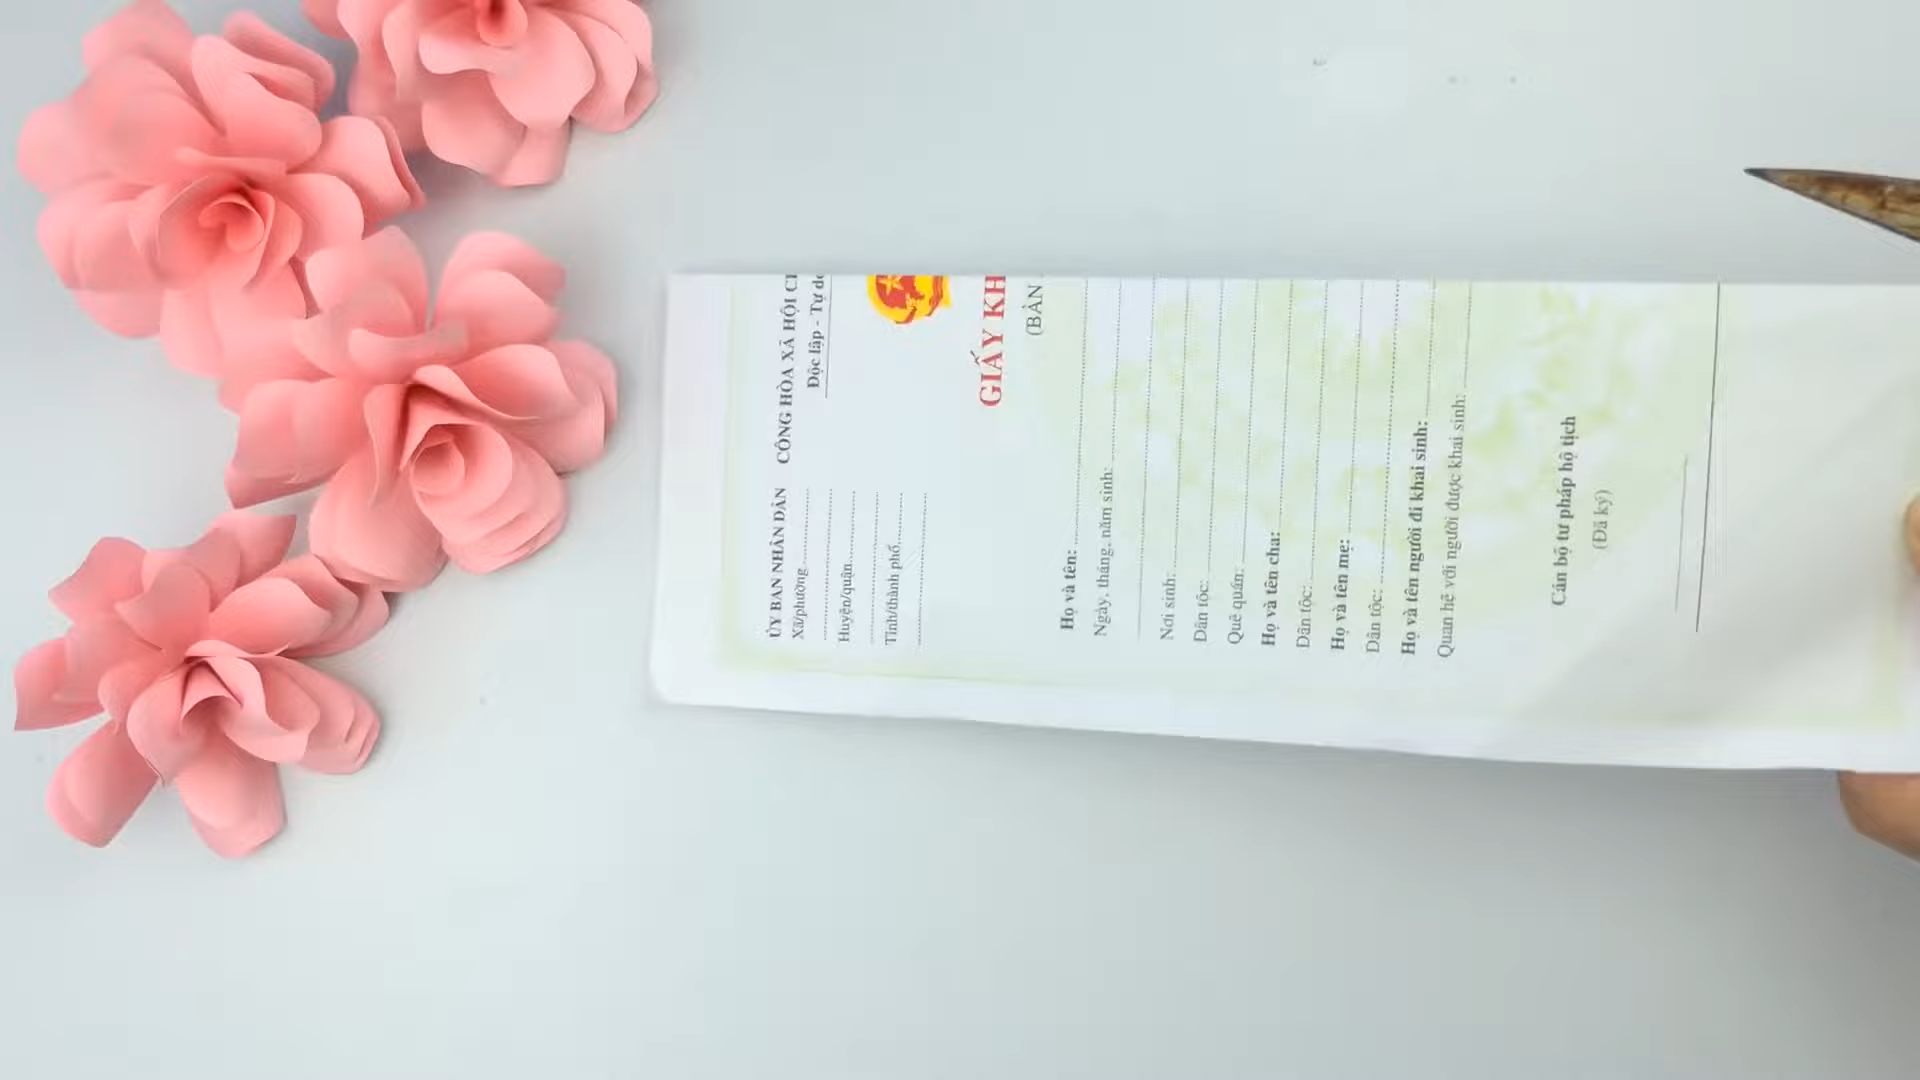 ỦY BAN NHÂN DÂN
Xã/phường
Huyện/quận
Tỉnh/thành phố
CỘNG HÒA XÃ HỘI
Độc lập - Tự
GIẤY KH
(BẢN
Họ và tên:
Ngày, tháng, năm sinh:
Nơi sinh:
Dân tộc:
Quê quán:
Họ và tên cha:
Dân tộc:
Họ và tên mẹ:
Dân tộc:
Họ và tên người đi khai sinh:
Quan hệ với người được khai sinh:
Cán bộ tư pháp hộ tịch
(Đã ký)